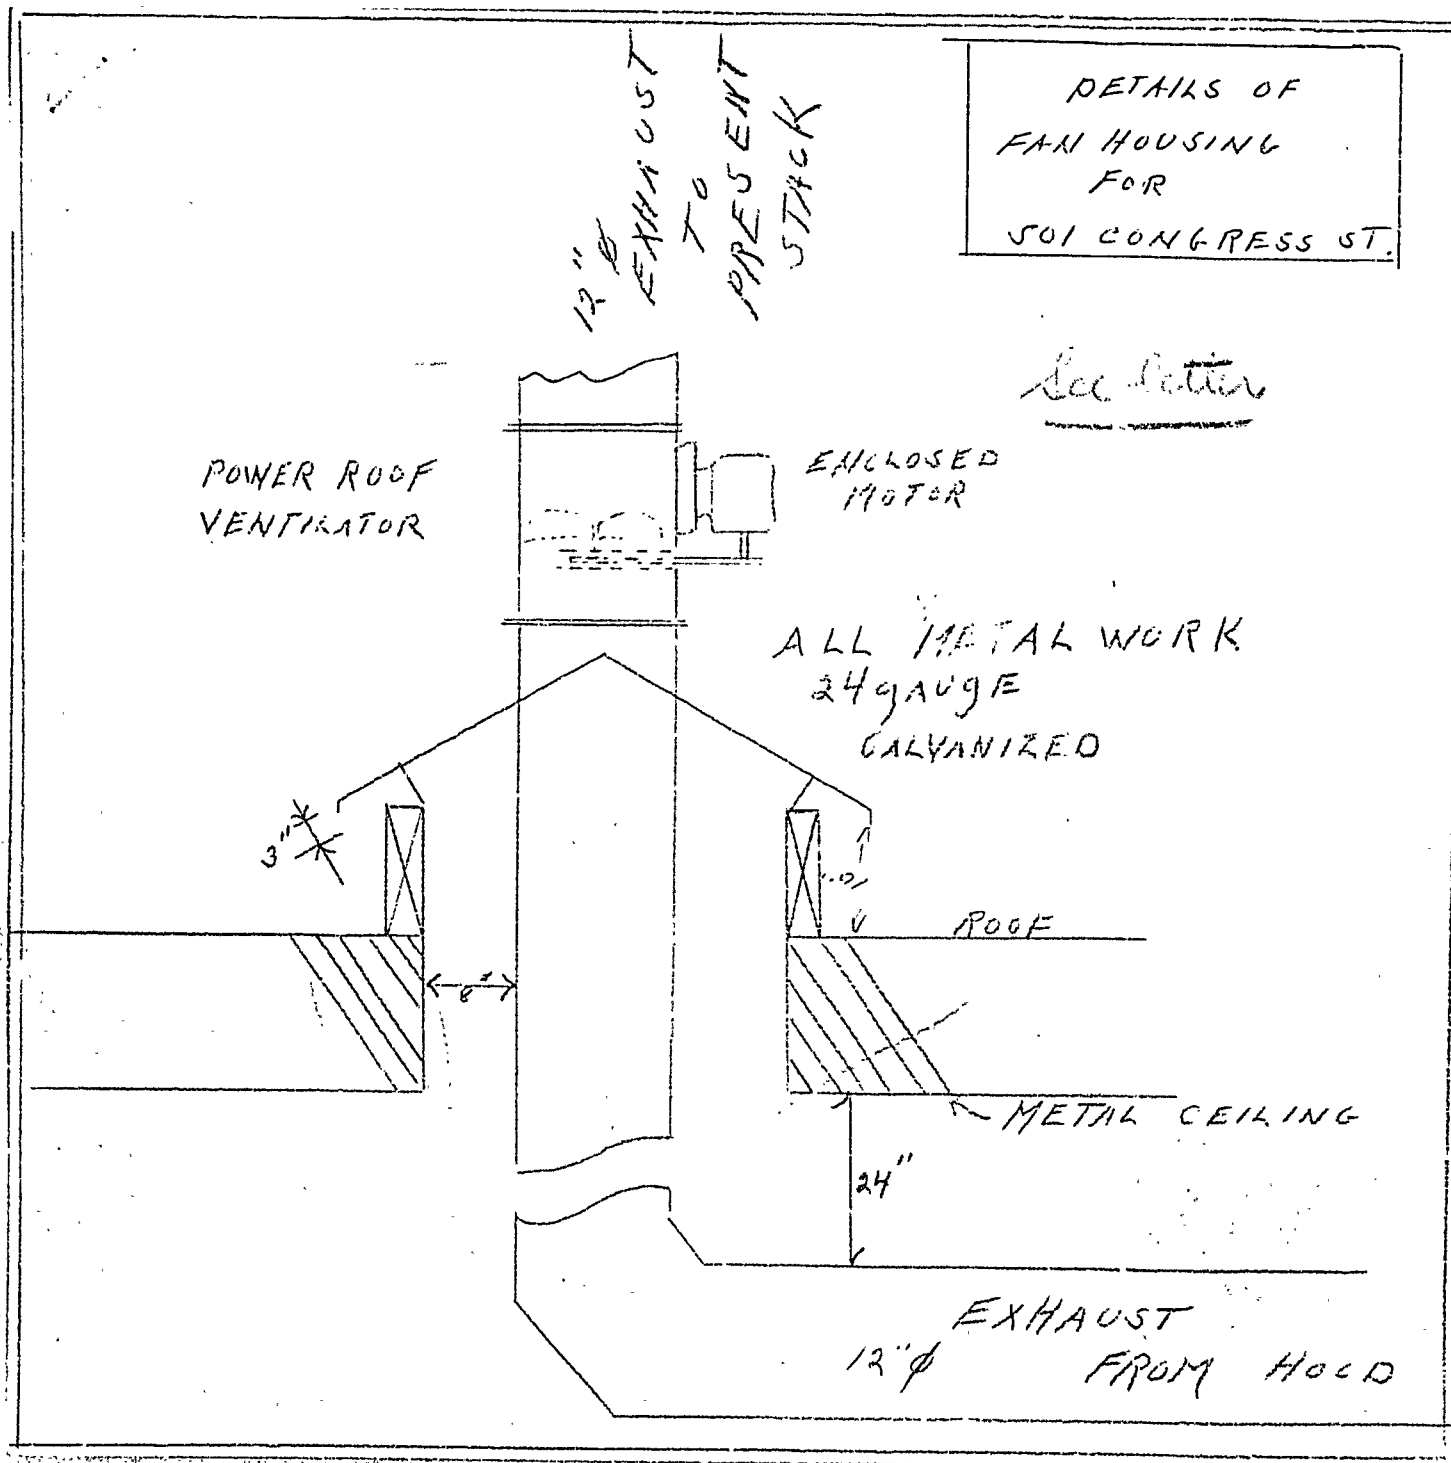 DETAILS OF
FAN HOUSING
FOR
501 CONGRESS ST.
12" ø
EXHAUST
TO
PRESENT
STACK
See letter
POWER ROOF
VENTILATOR
ENCLOSED
MOTOR
ALL METAL WORK
24 gAUgE
GALVANIZED
3"
ROOF
8"
METAL CEILING
24"
EXHAUST
12" ø FROM HOOD